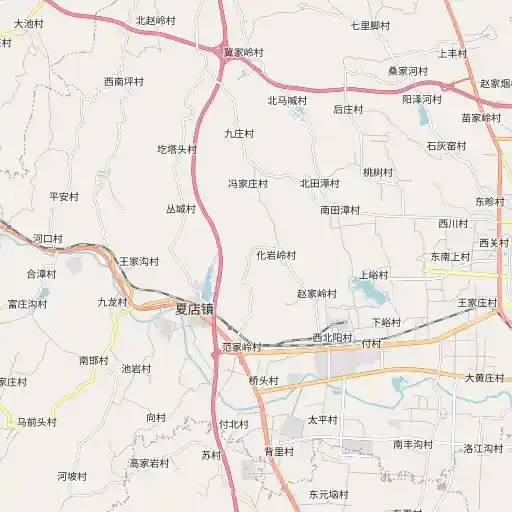 大池村
北赵岭村
七里脚村
冀家岭村
上丰村
桑家河村
西南坪村
赵家烟
北马喊村
阳泽河村
后庄村
苗家岭村
九庄村
石灰窑村
圪塔头村
桃树村
冯家庄村
北田漳村
平安村
东畛村
丛城村
南田漳村
西川村
河口村
西关村
化岩岭村
东南上村
王家沟村
合漳村
上峪村
赵家岭村
富庄沟村
九龙村
王家庄村
夏店镇
下峪村
西北阳村
付村
范家岭村
南邯村
池岩村
桥头村
大黄庄村
家庄村
向村
太平村
马前头村
付北村
南丰沟村
苏村
背里村
洛江沟村
高家岩村
河坡村
东元垴村